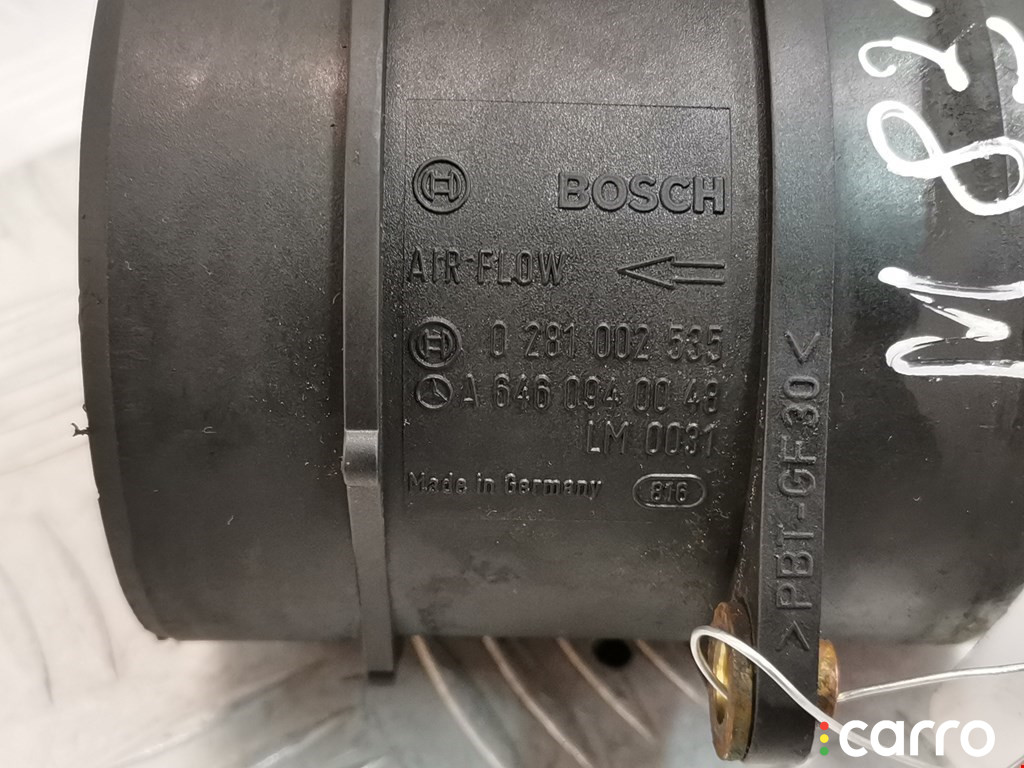 BOSCH
AIR FLOW
0 281 002 535
A 646 094 00 48
LM 0031
Made in Germany 816
>PBT-GF30<
carro